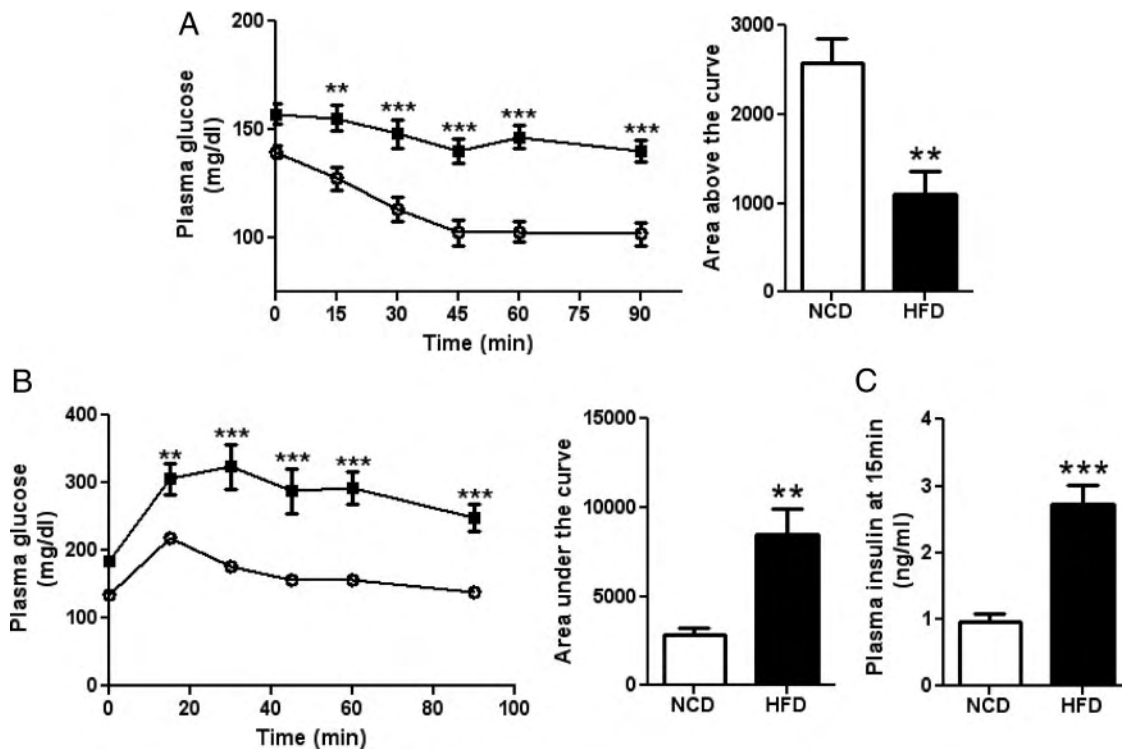 A
Plasma glucose
(mg/dl)
200
150
100
**
***
***
***
***
0
15
30
45
60
75
90
Time (min)
Area above the curve
3000
2000
1000
0
**
NCD
HFD
B
Plasma glucose
(mg/dl)
400
300
200
100
0
**
***
***
***
***
0
20
40
60
80
100
Time (min)
Area under the curve
15000
10000
5000
0
**
NCD
HFD
C
Plasma insulin at 15min
(ng/ml)
4
3
2
1
0
***
NCD
HFD